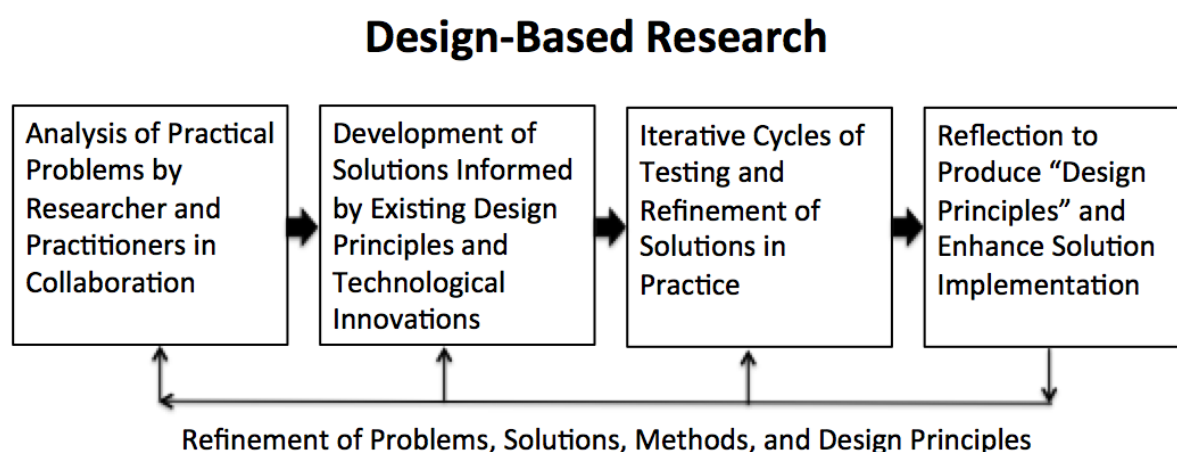 Design-Based Research
Analysis of Practical
Problems by
Researcher and
Practitioners in
Collaboration
Development of
Solutions Informed
by Existing Design
Principles and
Technological
Innovations
Iterative Cycles of
Testing and
Refinement of
Solutions in
Practice
Reflection to
Produce “Design
Principles” and
Enhance Solution
Implementation
Refinement of Problems, Solutions, Methods, and Design Principles